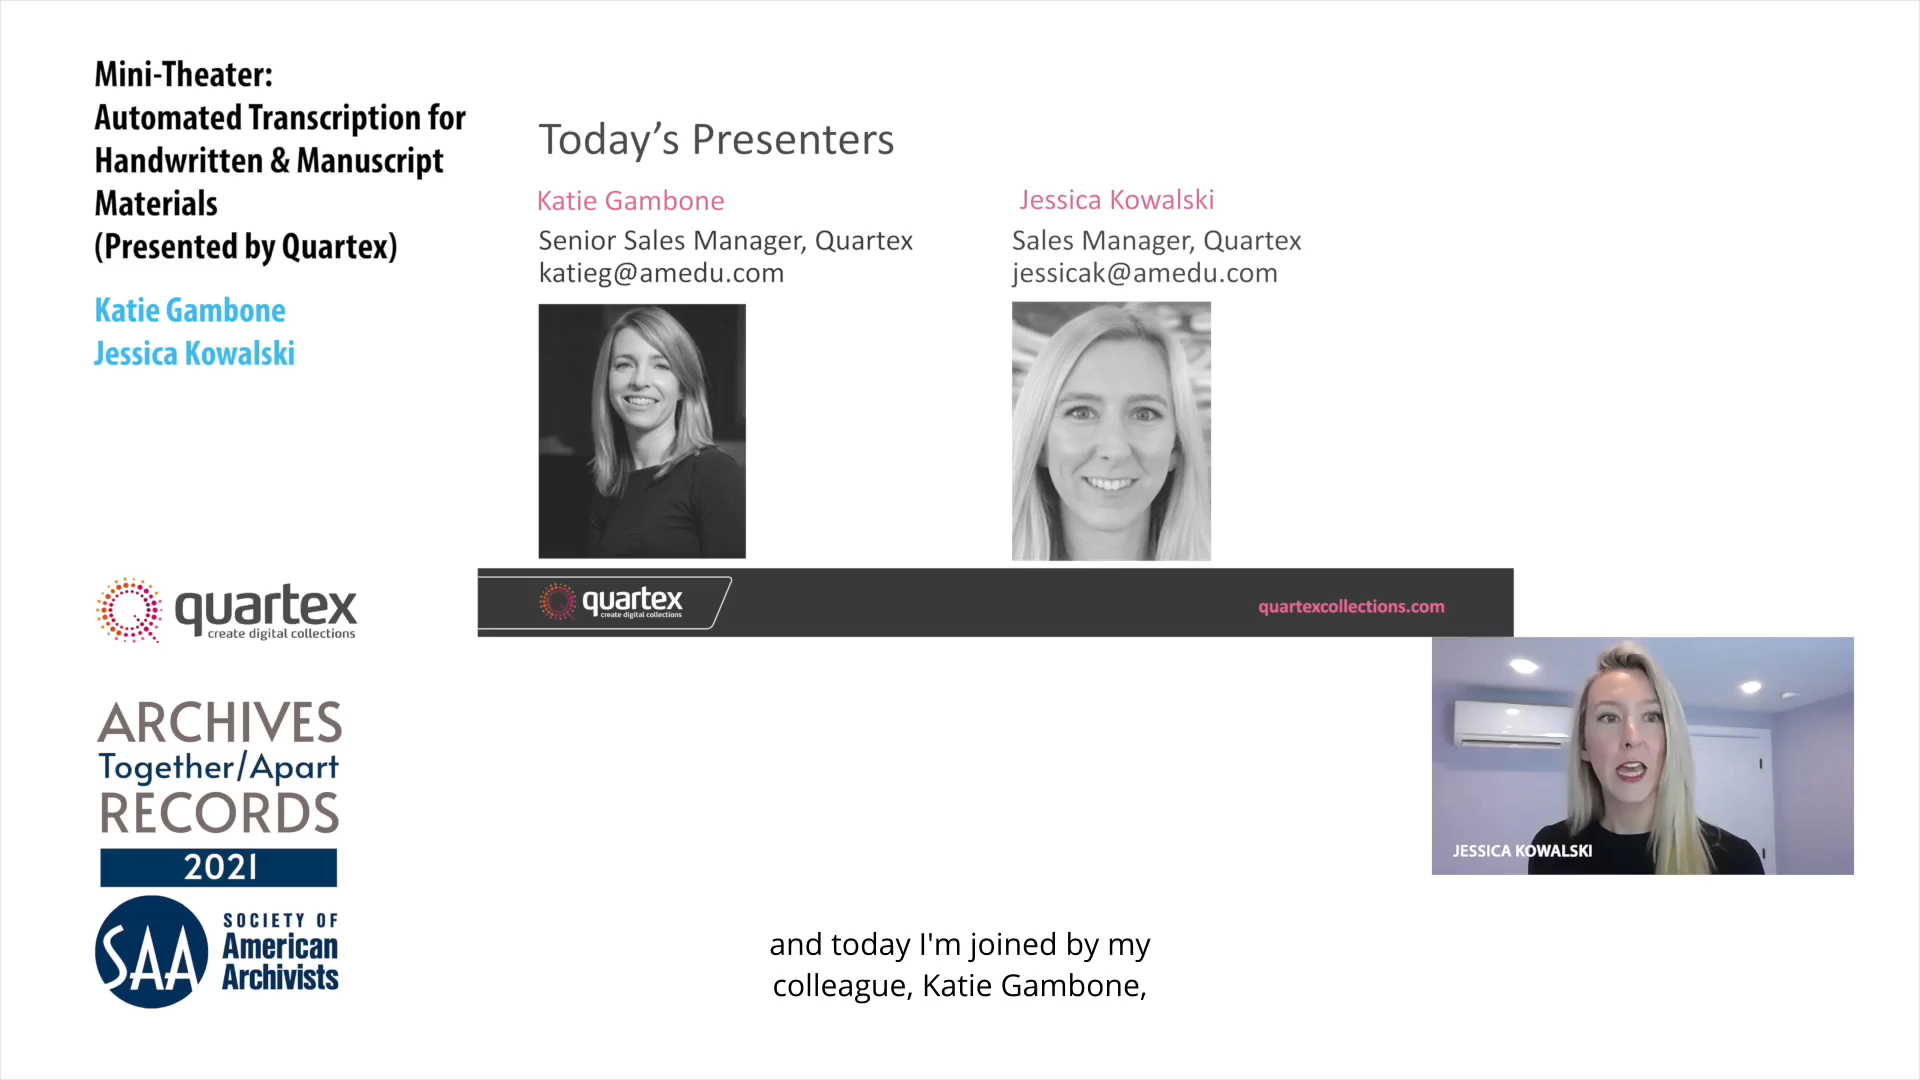 Mini-Theater:
Automated Transcription for
Handwritten & Manuscript
Materials
(Presented by Quartex)
Katie Gambone
Jessica Kowalski
Today's Presenters
Katie Gambone
Senior Sales Manager, Quartex
katieg@amedu.com
Jessica Kowalski
Sales Manager, Quartex
jessicak@amedu.com
quartex
create digital collections
quartexcollections.com
quartex
create digital collections
ARCHIVES
Together/Apart
RECORDS
2021
SAA
SOCIETY OF
American
Archivists
JESSICA KOWALSKI
and today I'm joined by my
colleague, Katie Gambone,